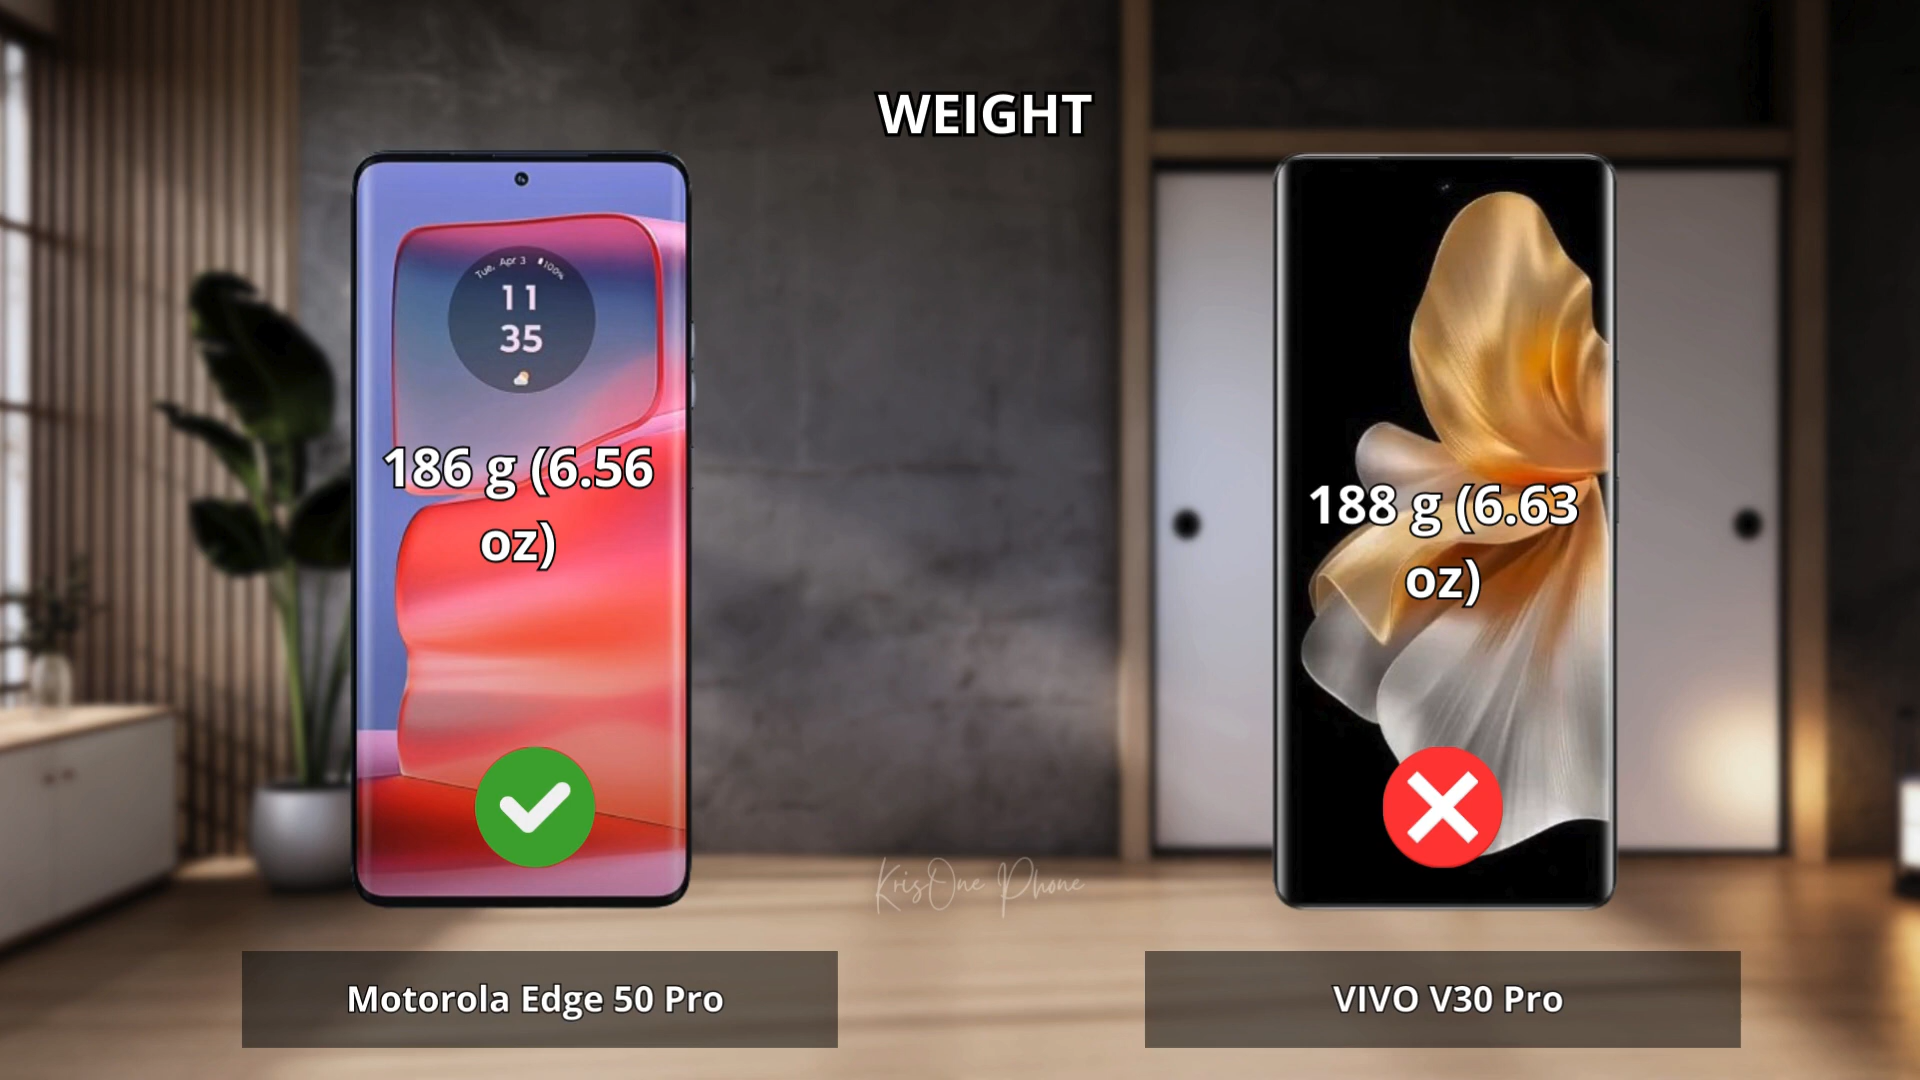 WEIGHT
Tue, Apr 3 100%
11
35
186 g (6.56
oz)
188 g (6.63
oz)
KrisOne Phone
Motorola Edge 50 Pro
VIVO V30 Pro